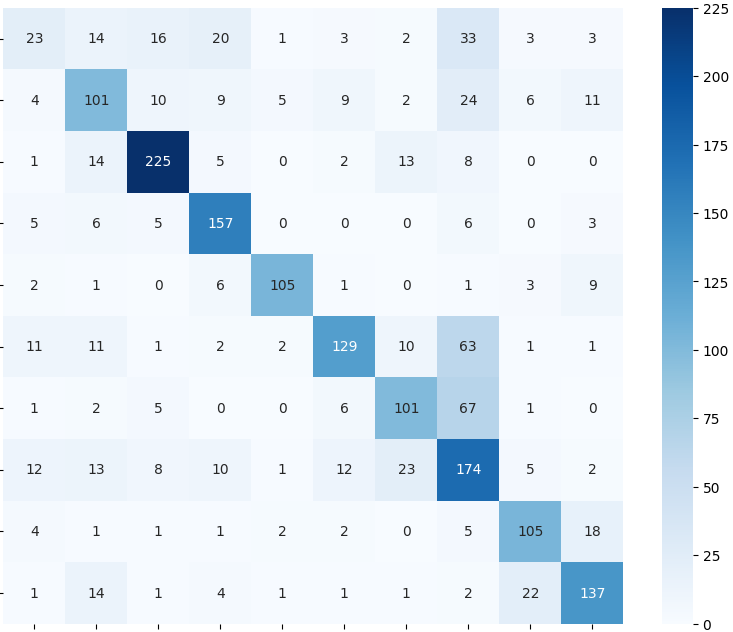 23 14 16 20 1 3 2 33 3 3
4 101 10 9 5 9 2 24 6 11
1 14 225 5 0 2 13 8 0 0
5 6 5 157 0 0 0 6 0 3
2 1 0 6 105 1 0 1 3 9
11 11 1 2 2 129 10 63 1 1
1 2 5 0 0 6 101 67 1 0
12 13 8 10 1 12 23 174 5 2
4 1 1 1 2 2 0 5 105 18
1 14 1 4 1 1 1 2 22 137
225
200
175
150
125
100
75
50
25
0